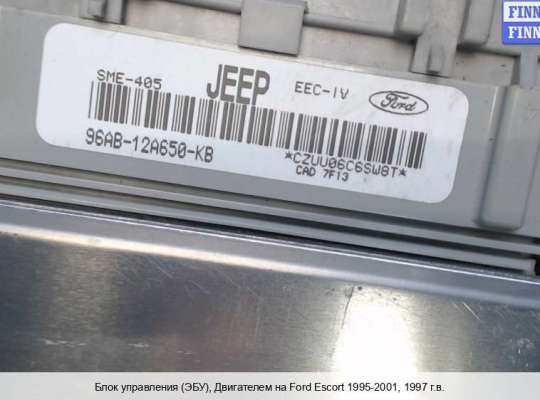 FINN
FINN
SME-405 JEEP EEC-IV Ford
96AB-12A650-KB *CZUU06C6SW8T*
CAD 7F13
Блок управления (ЭБУ), Двигателем на Ford Escort 1995-2001, 1997 г.в.